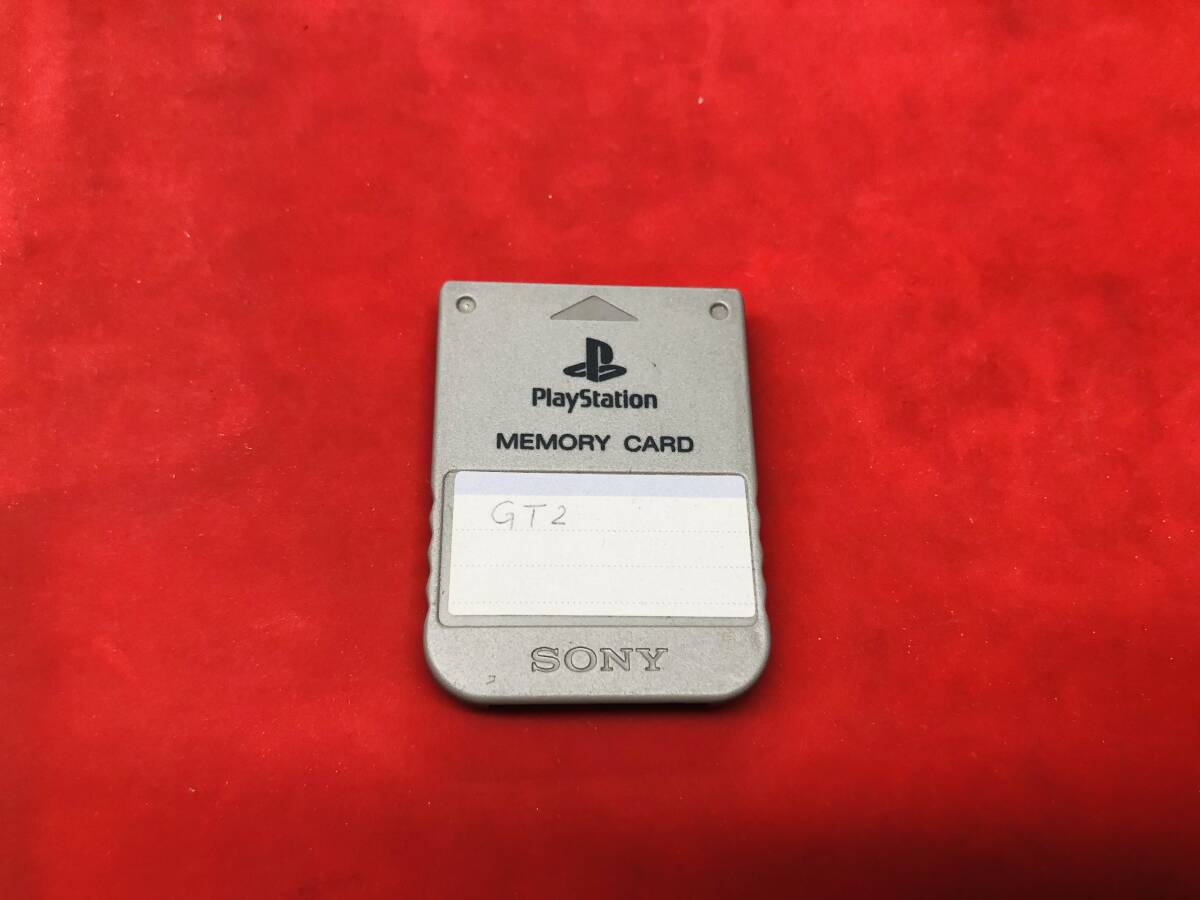 PlayStation
MEMORY CARD
GT2
SONY